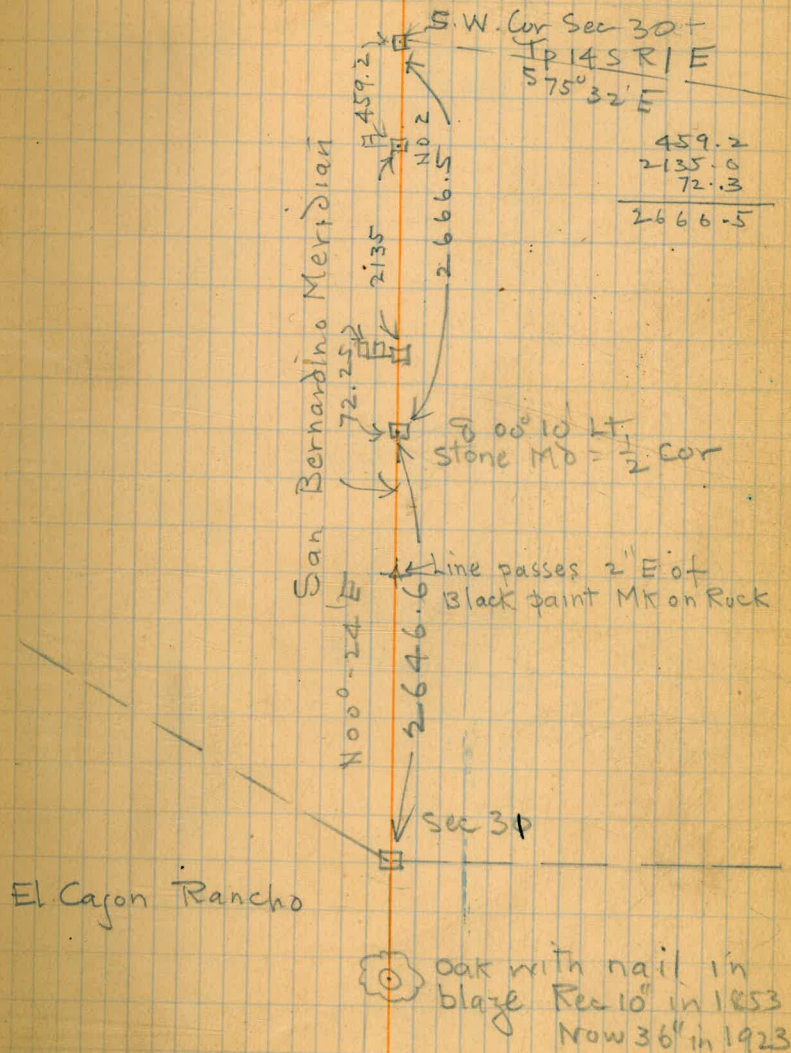 S.W. Cor Sec 30
Tp 14 S R 1 E
S 75° 32' E
459.2
2135.0
72.3
2666.5
459.2
No 2
2666.5
2135
San Bernardino Meridian
72.25
00° 10' Lt.
Stone Md = 1/2 Cor
Line passes 2" E of
Black paint MK on Rock
N00°-24'E
2646.6
Sec 31
El Cajon Rancho
Oak with nail in
blaze Rec 10" in 1853
Now 36" in 1923